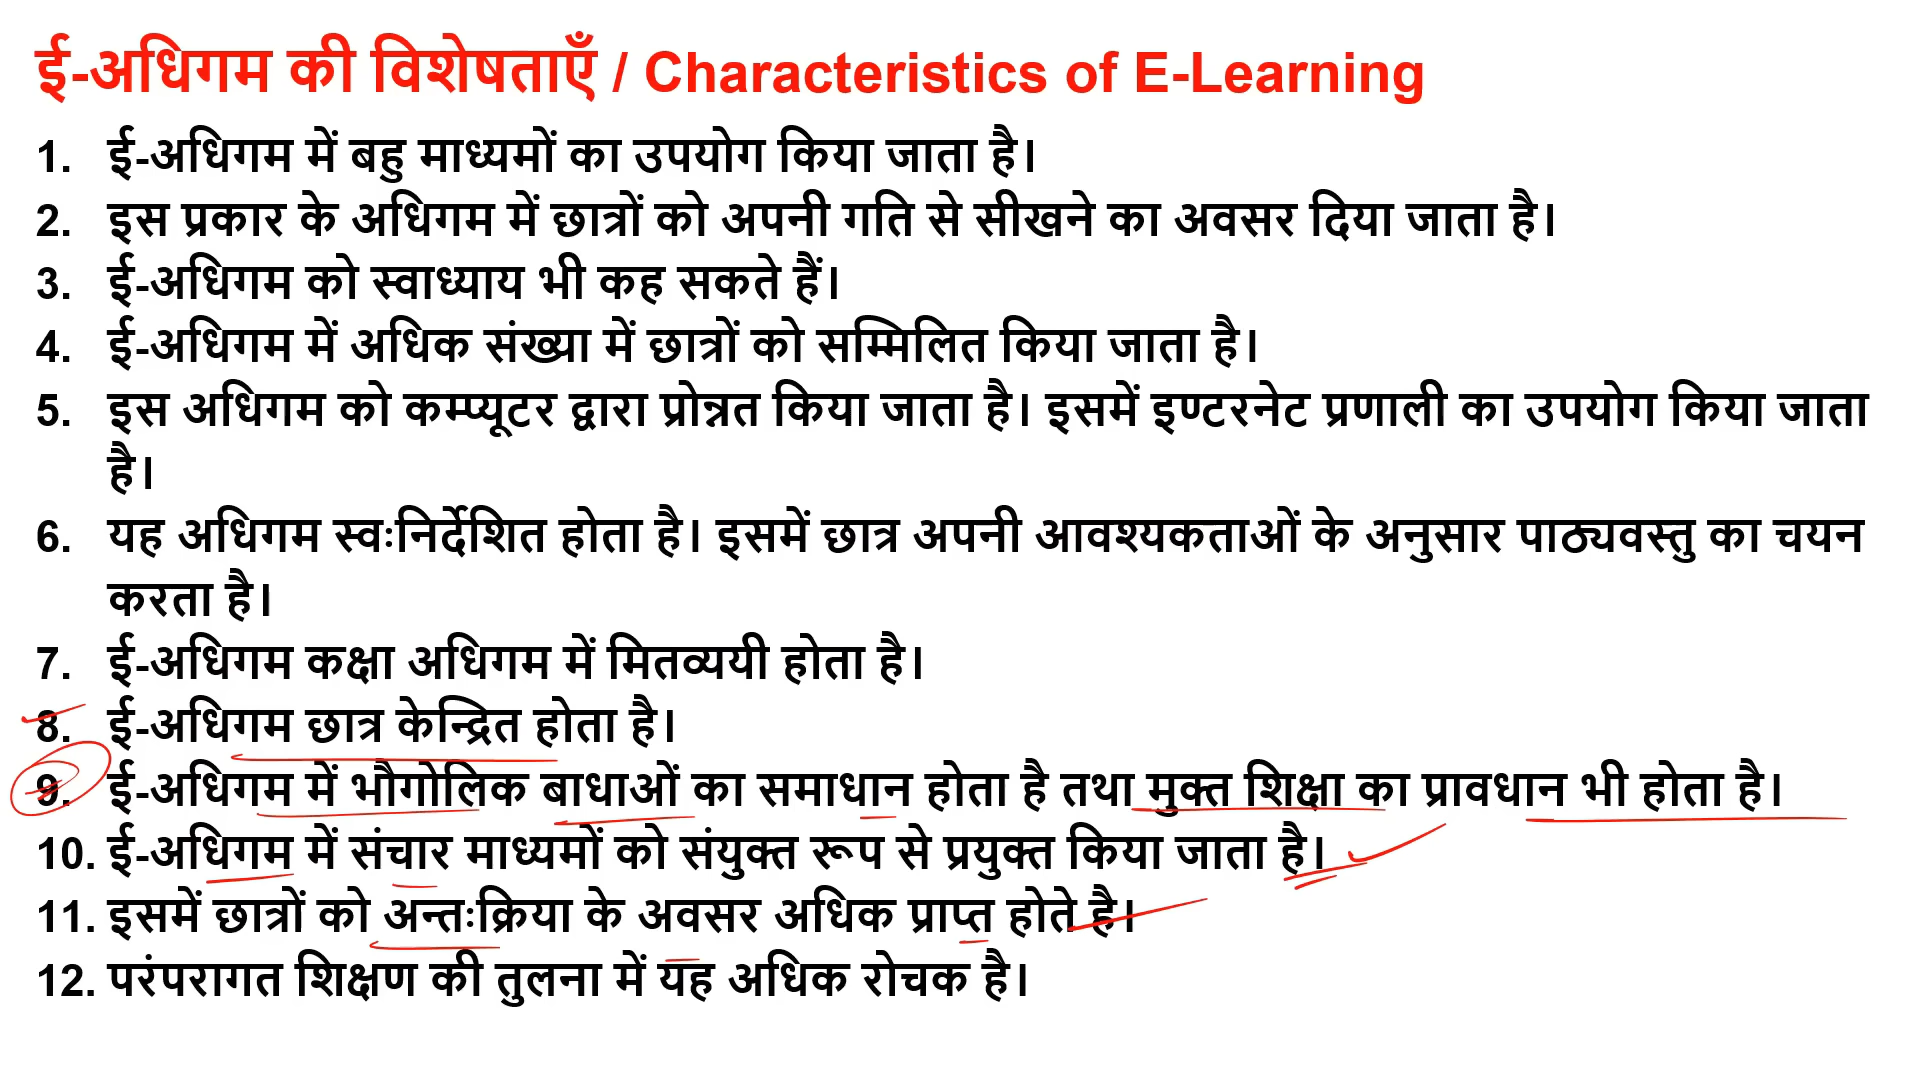 ई-अधिगम की विशेषताएँ / Characteristics of E-Learning
1. ई-अधिगम में बहु माध्यमों का उपयोग किया जाता है।
2. इस प्रकार के अधिगम में छात्रों को अपनी गति से सीखने का अवसर दिया जाता है।
3. ई-अधिगम को स्वाध्याय भी कह सकते हैं।
4. ई-अधिगम में अधिक संख्या में छात्रों को सम्मिलित किया जाता है।
5. इस अधिगम को कम्प्यूटर द्वारा प्रोन्नत किया जाता है। इसमें इण्टरनेट प्रणाली का उपयोग किया जाता
है।
6. यह अधिगम स्वःनिर्देशित होता है। इसमें छात्र अपनी आवश्यकताओं के अनुसार पाठ्यवस्तु का चयन
करता है।
7. ई-अधिगम कक्षा अधिगम में मितव्ययी होता है।
8. ई-अधिगम छात्र केन्द्रित होता है।
9. ई-अधिगम में भौगोलिक बाधाओं का समाधान होता है तथा मुक्त शिक्षा का प्रावधान भी होता है।
10. ई-अधिगम में संचार माध्यमों को संयुक्त रूप से प्रयुक्त किया जाता है।
11. इसमें छात्रों को अन्तःक्रिया के अवसर अधिक प्राप्त होते है।
12. परंपरागत शिक्षण की तुलना में यह अधिक रोचक है।